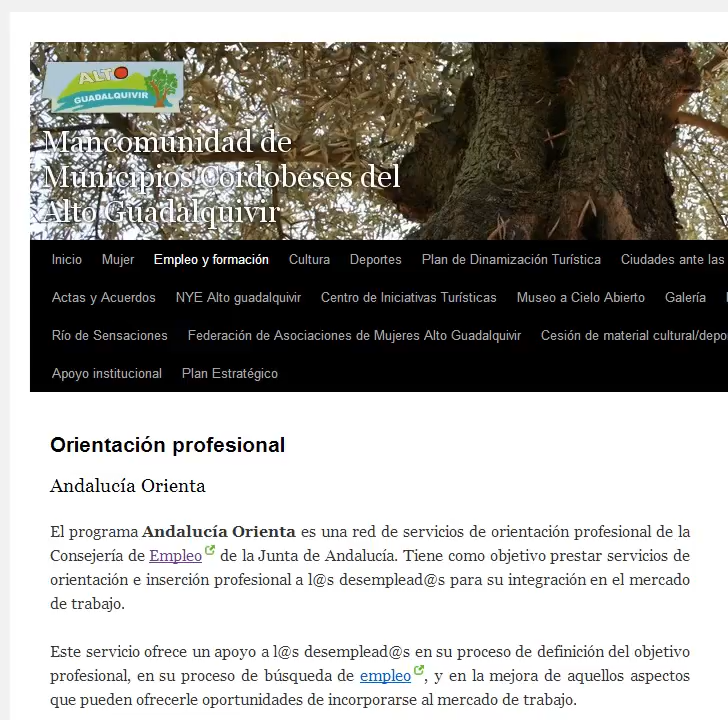 ALTO
GUADALQUIVIR
Mancomunidad de
Municipios Cordobeses del
Alto Guadalquivir
Inicio Mujer Empleo y formación Cultura Deportes Plan de Dinamización Turística Ciudades ante las
Actas y Acuerdos NYE Alto guadalquivir Centro de Iniciativas Turísticas Museo a Cielo Abierto Galería
Río de Sensaciones Federación de Asociaciones de Mujeres Alto Guadalquivir Cesión de material cultural/depo
Apoyo institucional Plan Estratégico
Orientación profesional
Andalucía Orienta
El programa Andalucía Orienta es una red de servicios de orientación profesional de la
Consejería de Empleo de la Junta de Andalucía. Tiene como objetivo prestar servicios de
orientación e inserción profesional a l@s desemplead@s para su integración en el mercado
de trabajo.
Este servicio ofrece un apoyo a l@s desemplead@s en su proceso de definición del objetivo
profesional, en su proceso de búsqueda de empleo, y en la mejora de aquellos aspectos
que pueden ofrecerle oportunidades de incorporarse al mercado de trabajo.